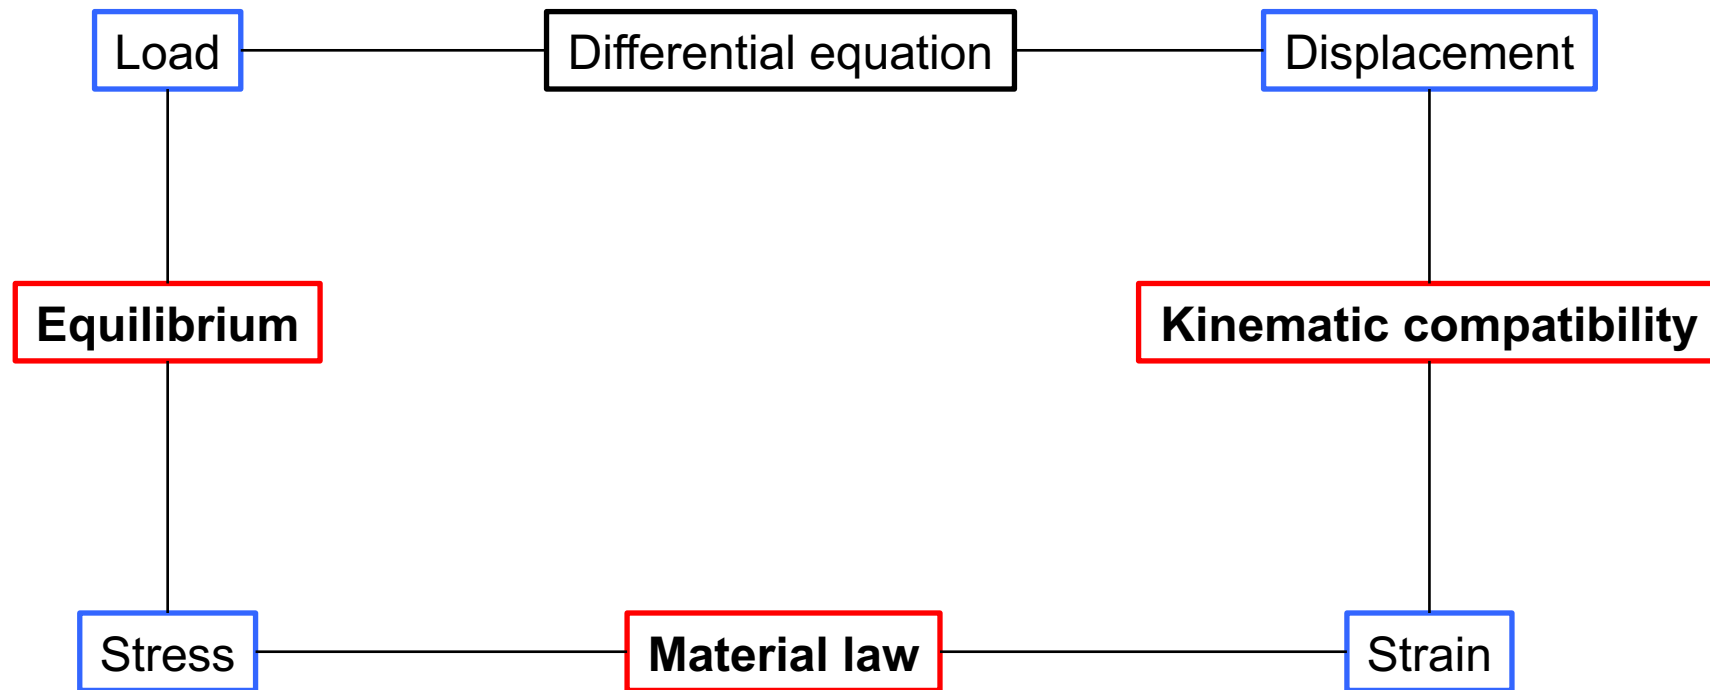 Load
Differential equation
Displacement
Equilibrium
Kinematic compatibility
Stress
Material law
Strain